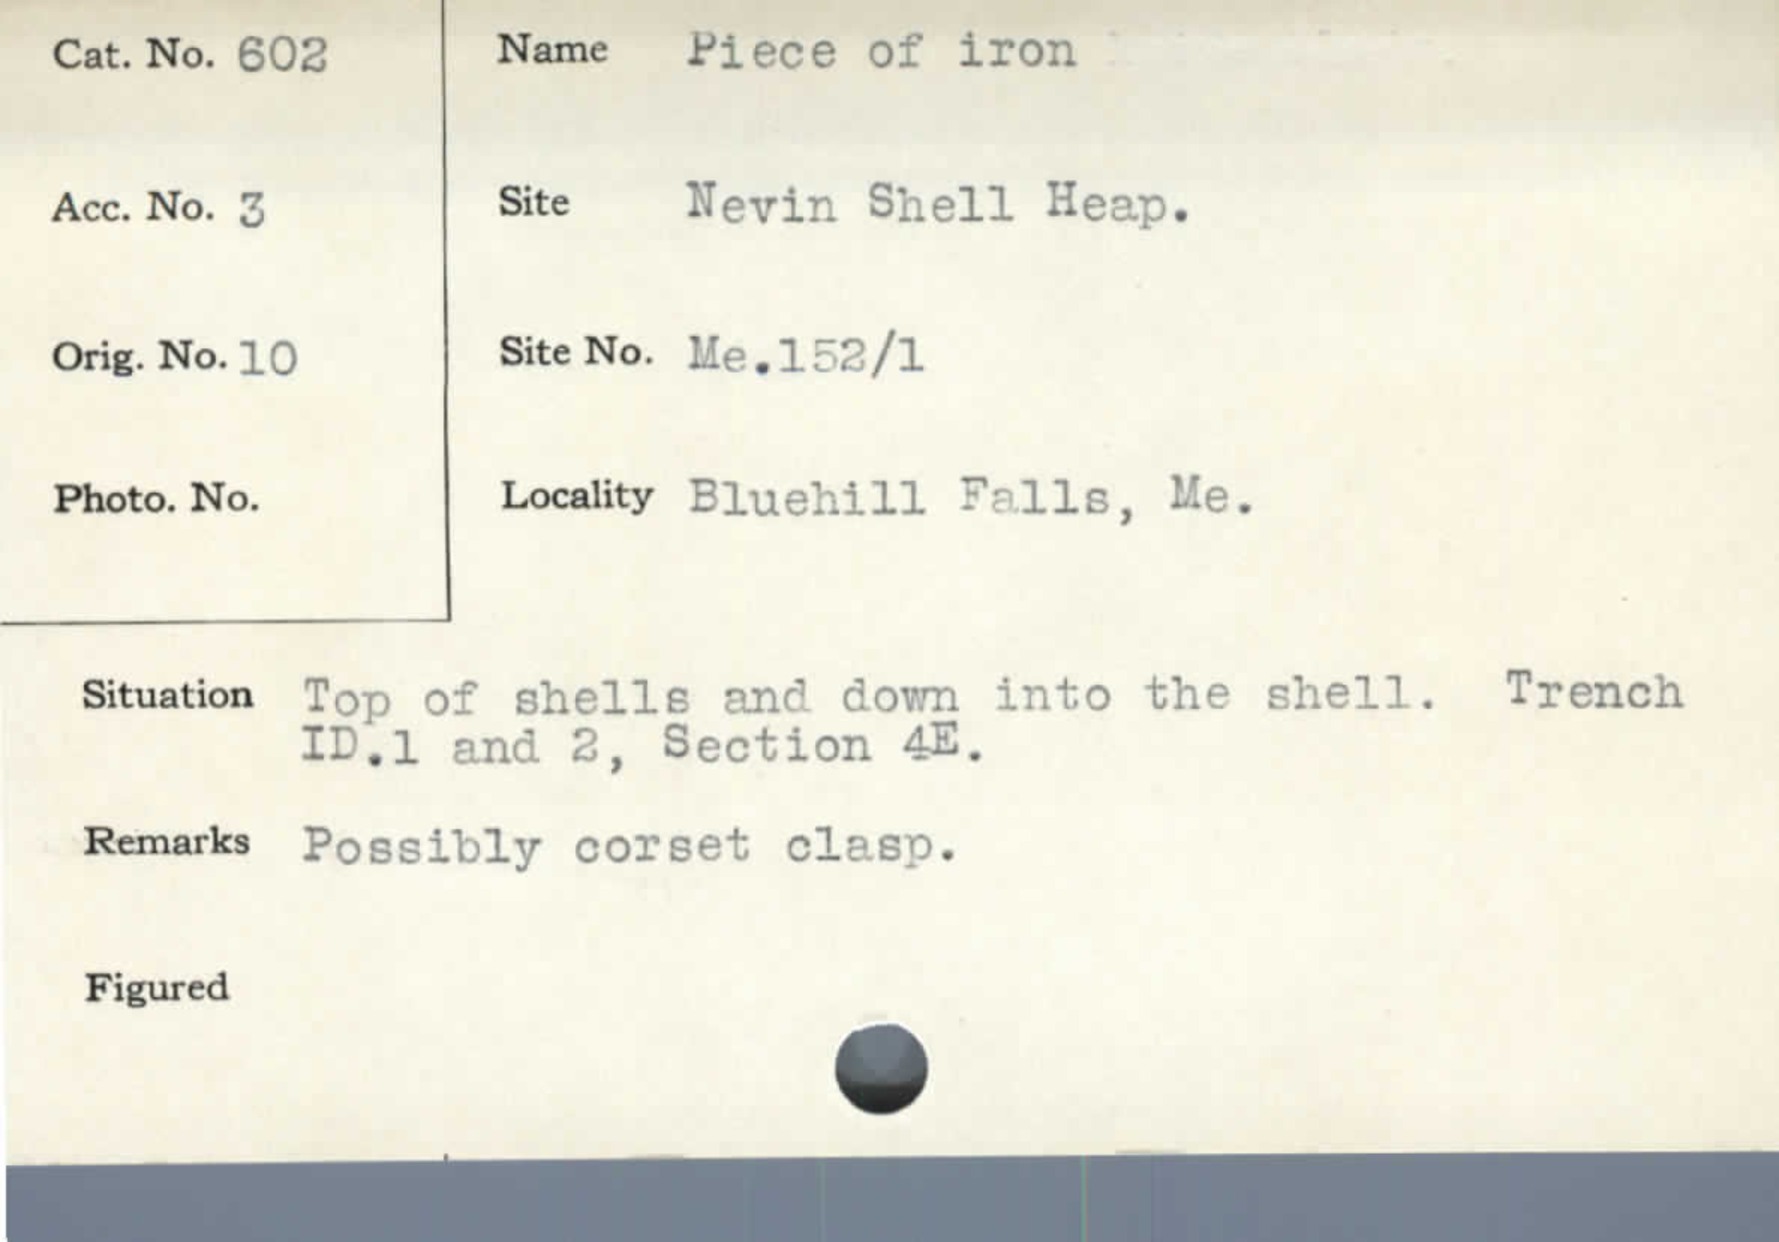 Cat. No. 602
Name Piece of iron
Acc. No. 3
Site Nevin Shell Heap.
Orig. No. 10
Site No. Me.152/1
Photo. No.
Locality Bluehill Falls, Me.
Situation Top of shells and down into the shell. Trench
ID.1 and 2, Section 4E.
Remarks Possibly corset clasp.
Figured